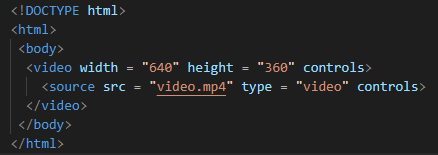 <!DOCTYPE html>
<html>
<body>
<video width = "640" height = "360" controls>
<source src = "video.mp4" type = "video" controls>
</video>
</body>
</html>